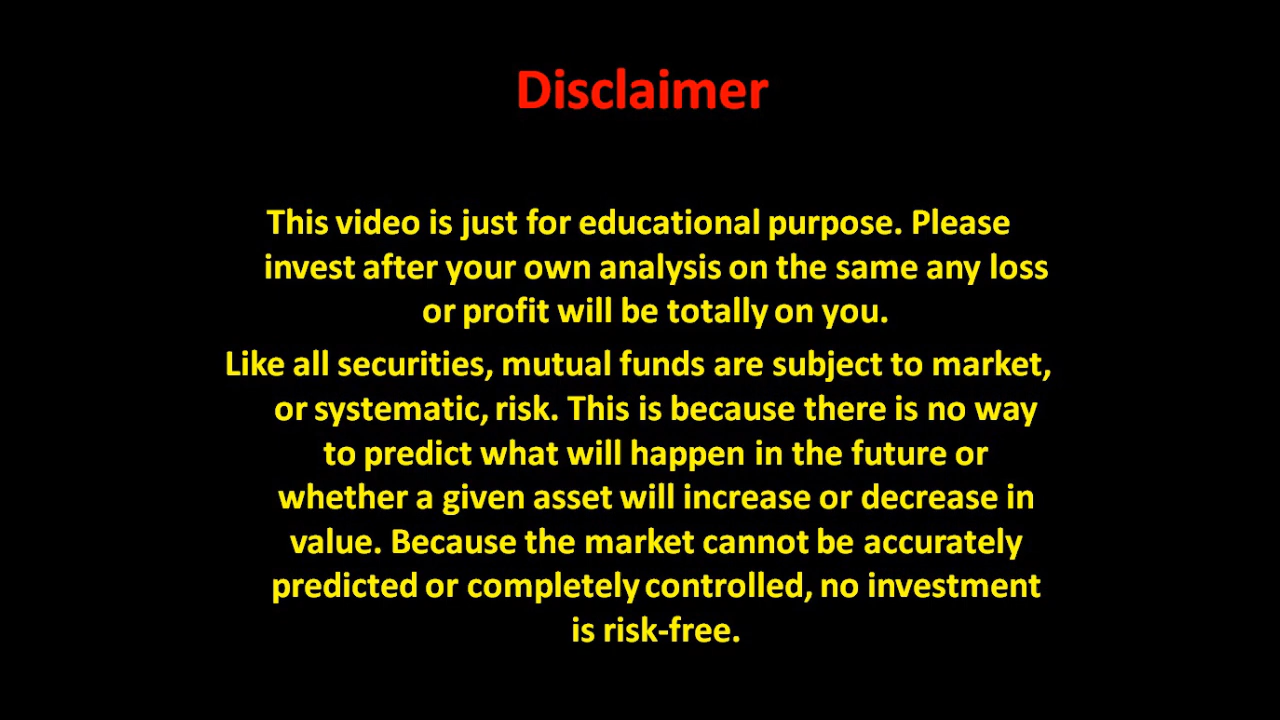 Disclaimer
This video is just for educational purpose. Please
invest after your own analysis on the same any loss
or profit will be totally on you.
Like all securities, mutual funds are subject to market,
or systematic, risk. This is because there is no way
to predict what will happen in the future or
whether a given asset will increase or decrease in
value. Because the market cannot be accurately
predicted or completely controlled, no investment
is risk-free.